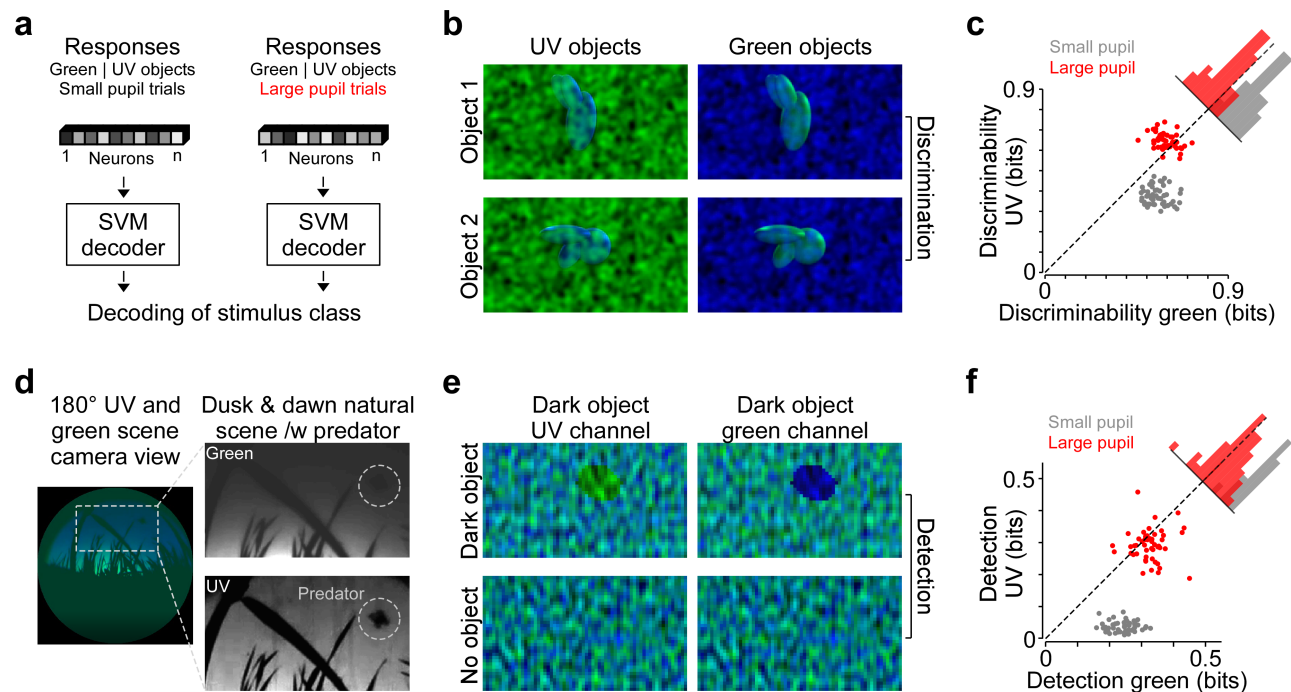 a
Responses
Green | UV objects
Small pupil trials
1 Neurons n
SVM
decoder
Responses
Green | UV objects
Large pupil trials
1 Neurons n
SVM
decoder
Decoding of stimulus class
b
UV objects
Green objects
Object 1
Object 2
Discrimination
c
Small pupil
Large pupil
0.9
Discriminability
UV (bits)
0
0
0.9
Discriminability green (bits)
d
180° UV and
green scene
camera view
Dusk & dawn natural
scene /w predator
Green
UV
Predator
e
Dark object
UV channel
Dark object
green channel
Dark object
No object
Detection
f
Small pupil
Large pupil
0.5
Detection
UV (bits)
0
0
0.5
Detection green (bits)